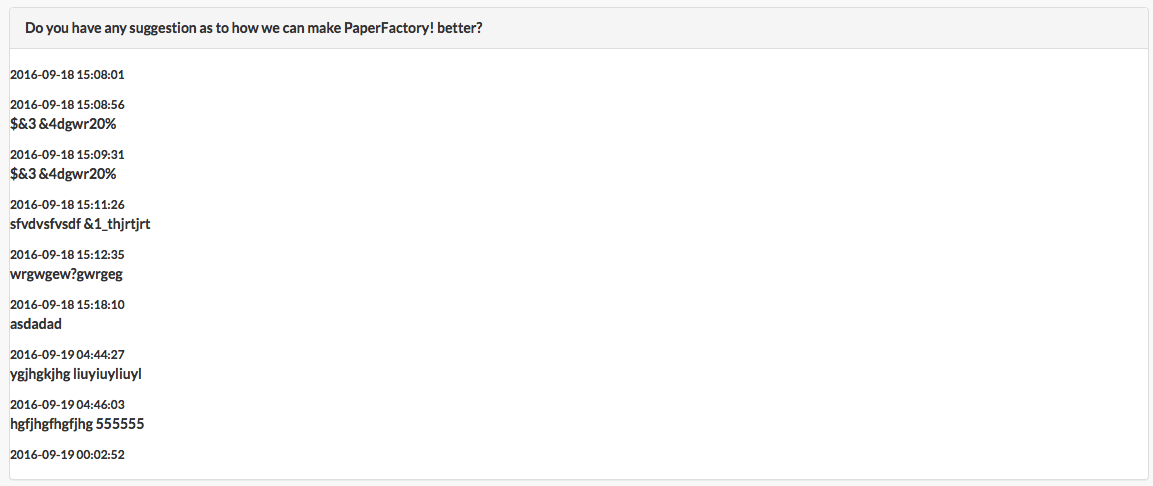 Do you have any suggestion as to how we can make PaperFactory! better?
2016-09-18 15:08:01
2016-09-18 15:08:56
$&3 &4dgwr20%
2016-09-18 15:09:31
$&3 &4dgwr20%
2016-09-18 15:11:26
sfvdvsfvsdf &1_thjrtjrt
2016-09-18 15:12:35
wrgwgew?gwrgeg
2016-09-18 15:18:10
asdadad
2016-09-19 04:44:27
ygjhgkjhg liuyiuyliuyl
2016-09-19 04:46:03
hgfjhgfhgfjhg 555555
2016-09-19 00:02:52